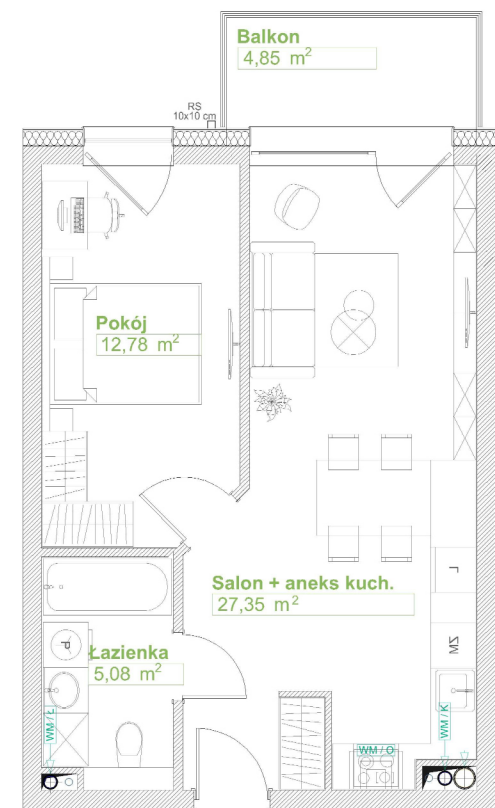 Balkon
4,85 m²
RS
10x10 cm
Pokój
12,78 m²
Salon + aneks kuch.
27,35 m²
L
ZM
Łazienka
5,08 m²
P
WM / Ł
WM / O
WM / K